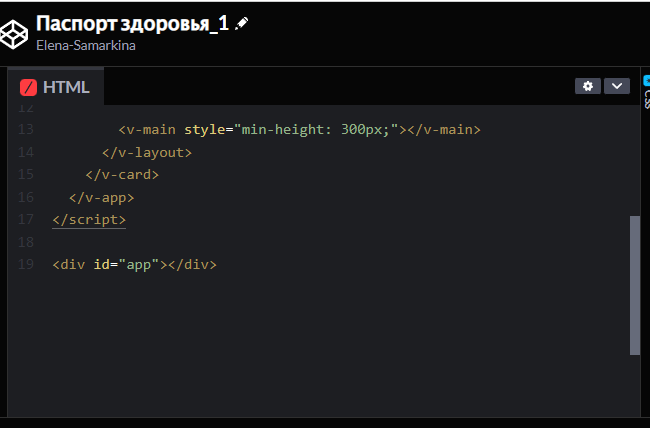 Паспорт здоровья_1
Elena-Samarkina
HTML
CSS
12
13 <v-main style="min-height: 300px;"></v-main>
14 </v-layout>
15 </v-card>
16 </v-app>
17 </script>
18
19 <div id="app"></div>